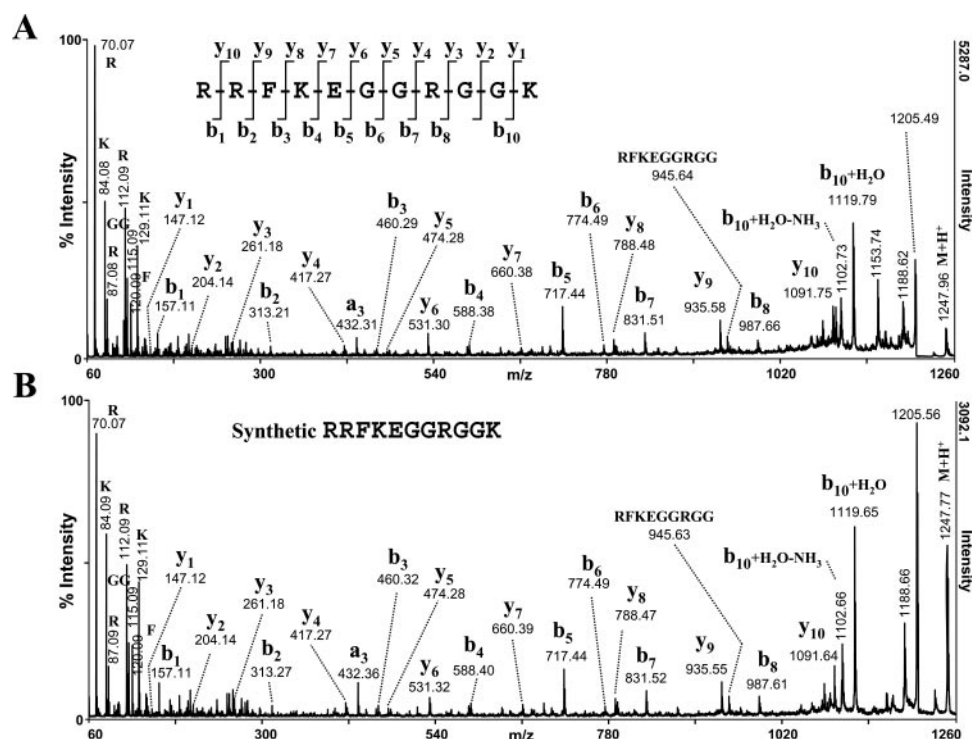 A
100
70.07
R
y10 y9 y8 y7 y6 y5 y4 y3 y2 y1
R R F K E G G R G G K
b1 b2 b3 b4 b5 b6 b7 b8 b10
5287.0
% Intensity
Intensity
K
84.08
R
112.09
GG
R
87.08
115.09
120.09
F
K
129.11
y1
147.12
b1
157.11
y2
204.14
y3
261.18
b2
313.21
y4
417.27
a3
432.31
b3
460.29
y5
474.28
y6
531.30
b4
588.38
y7
660.38
b5
717.44
b6
774.49
y8
788.48
b7
831.51
RFKEGGRGG
945.64
y9
935.58
b8
987.66
y10
1091.75
b10+H2O-NH3
1102.73
b10+H2O
1119.79
1153.74
1188.62
1205.49
1247.96 M+H+
0
60 300 540 m/z 780 1020 1260
B
100
R
70.07
Synthetic RRFKEGGRGGK
3092.1
% Intensity
Intensity
K
84.09
R
112.09
GG
R
87.09
115.09
120.09
F
129.11K
y1
147.12
b1
157.11
y2
204.14
y3
261.18
b2
313.27
y4
417.27
a3
432.36
b3
460.32
y5
474.28
y6
531.32
b4
588.40
y7
660.39
b5
717.44
b6
774.49
y8
788.47
b7
831.52
RFKEGGRGG
945.63
y9
935.55
b8
987.61
y10
1091.64
b10+H2O-NH3
1102.66
b10+H2O
1119.65
1188.66
1205.56
1247.77 M+H+
0
60 300 540 m/z 780 1020 1260